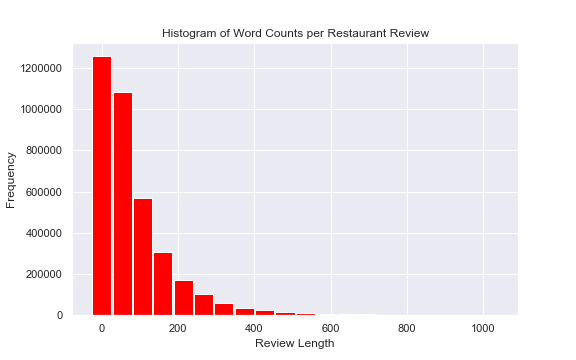 Histogram of Word Counts per Restaurant Review
1200000
1000000
800000
600000
400000
200000
0
Frequency
0 200 400 600 800 1000
Review Length